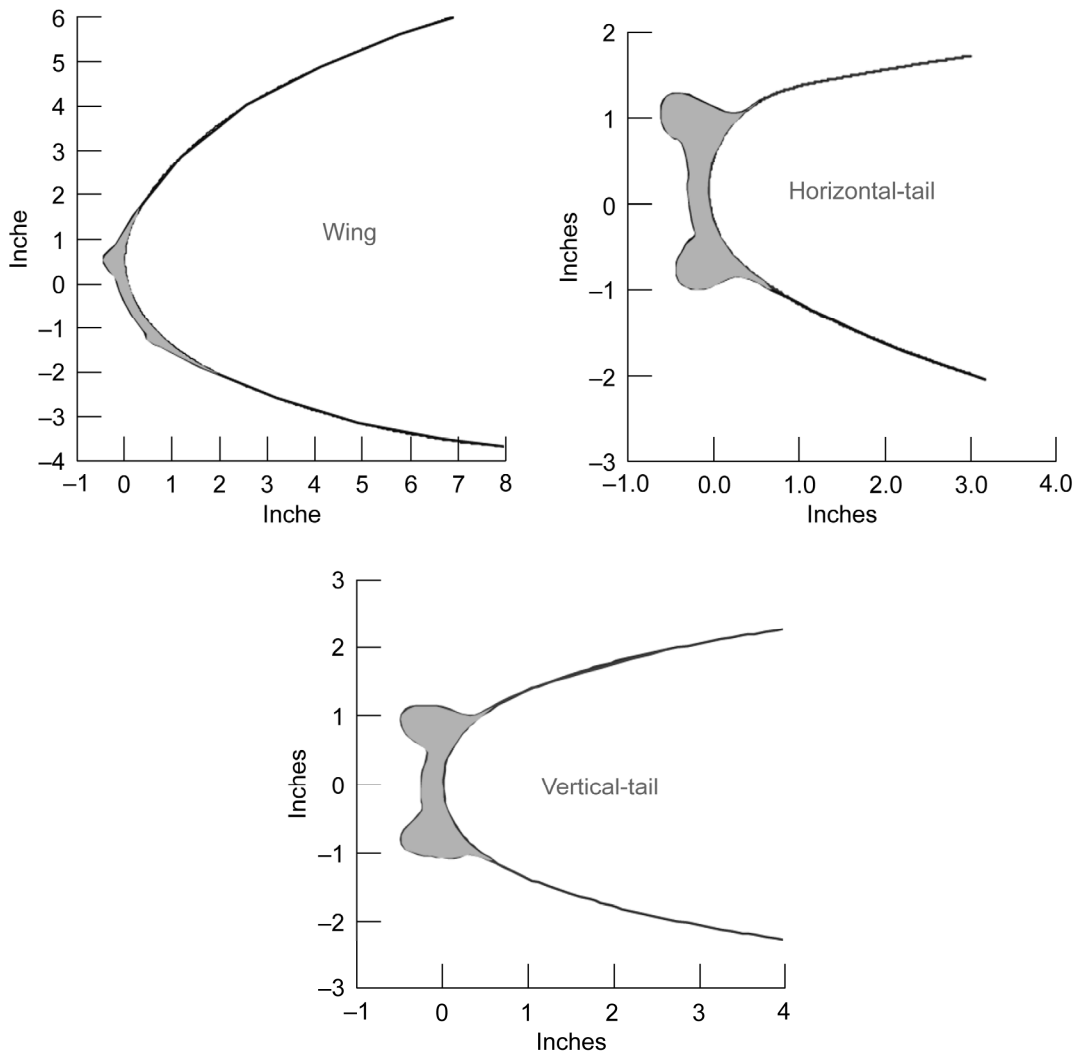 6
5
4
3
2
1
0
–1
–2
–3
–4
Inche
Wing
–1 0 1 2 3 4 5 6 7 8
Inche
2
1
0
–1
–2
–3
Inches
Horizontal-tail
–1.0 0.0 1.0 2.0 3.0 4.0
Inches
3
2
1
0
–1
–2
–3
Inches
Vertical-tail
–1 0 1 2 3 4
Inches